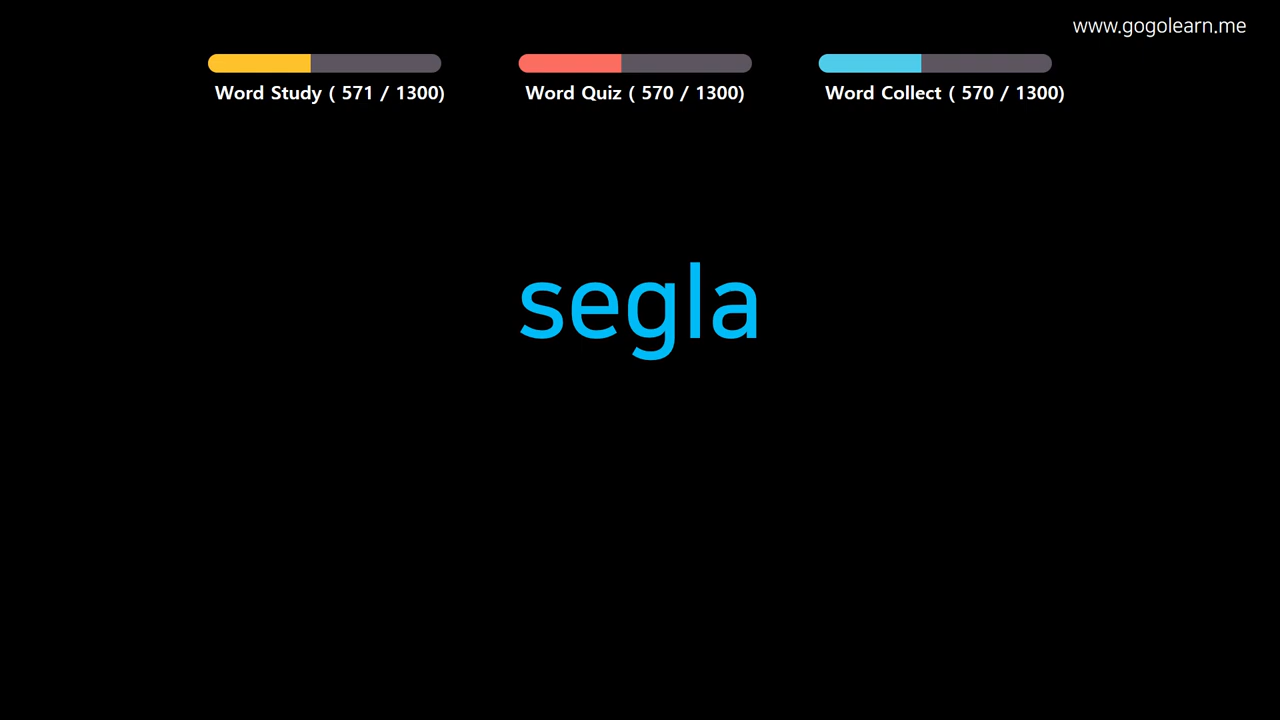 www.gogolearn.me
Word Study ( 571 / 1300)
Word Quiz ( 570 / 1300)
Word Collect ( 570 / 1300)
segla